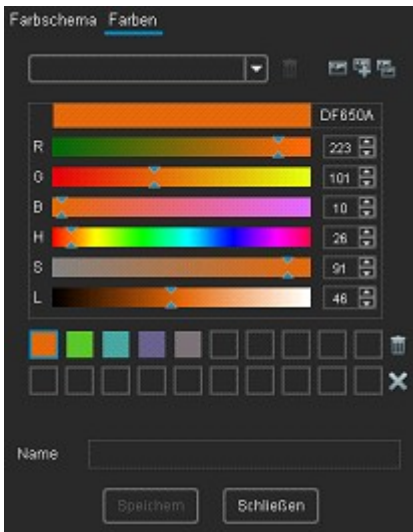 Farbschema Farben
DF650A
R 223
G 101
B 10
H 26
S 91
L 46
Name
Speichern Schließen